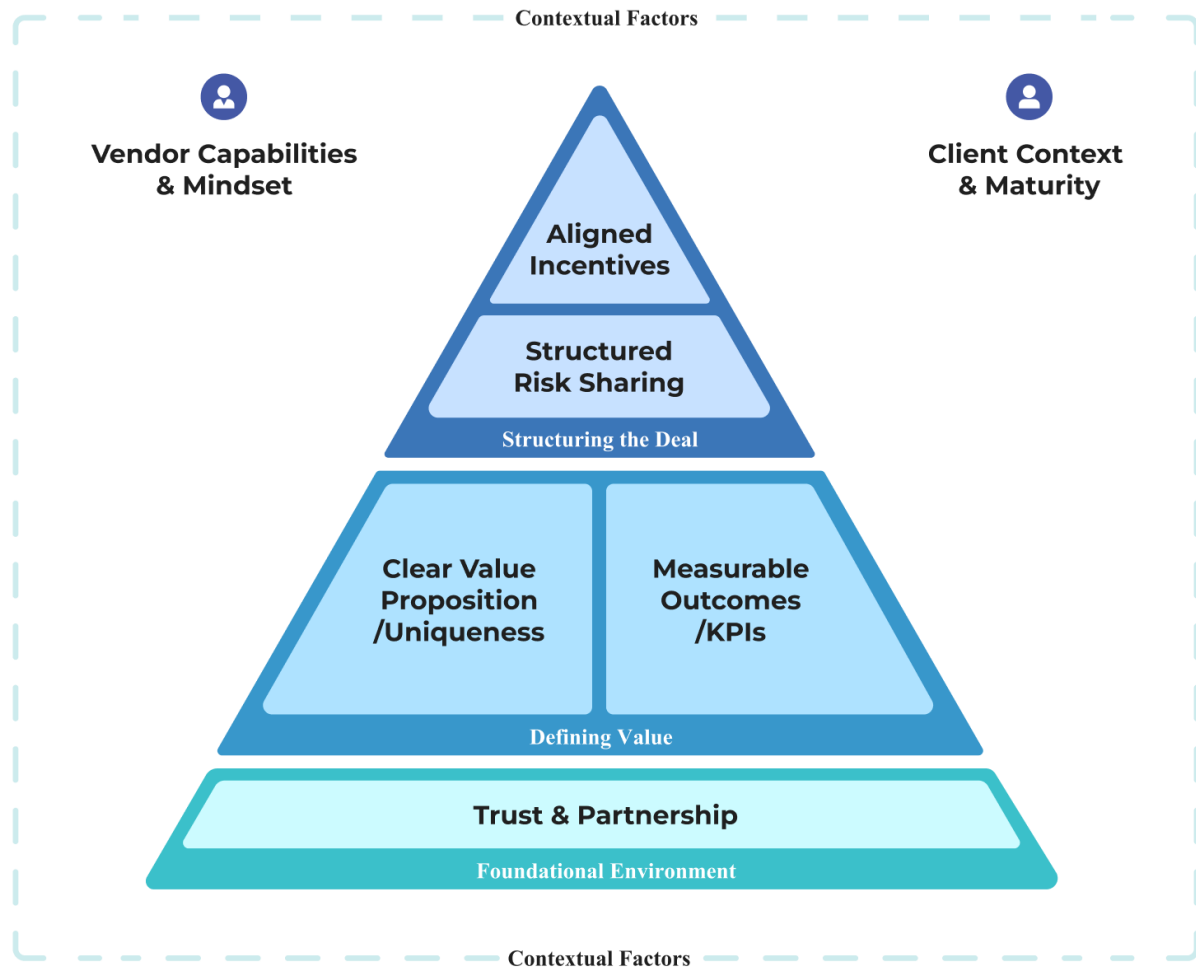 Contextual Factors
Vendor Capabilities
& Mindset
Client Context
& Maturity
Aligned
Incentives
Structured
Risk Sharing
Structuring the Deal
Clear Value
Proposition
/Uniqueness
Measurable
Outcomes
/KPIs
Defining Value
Trust & Partnership
Foundational Environment
Contextual Factors